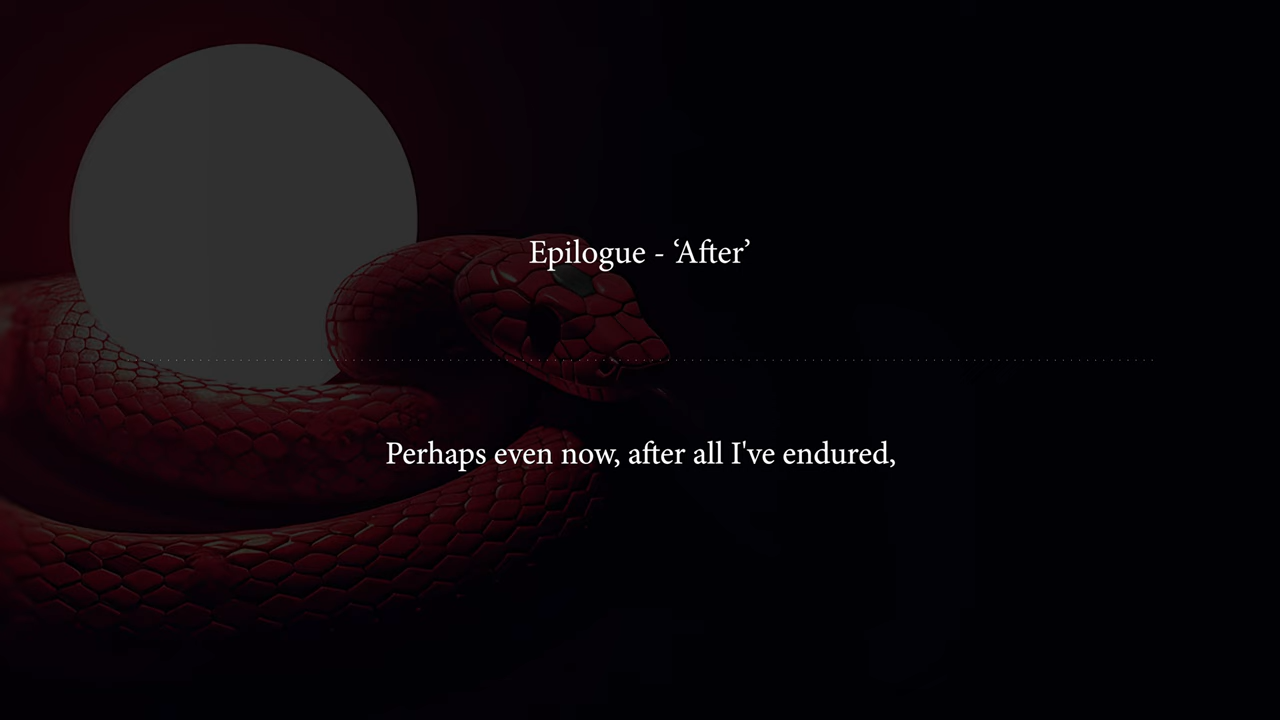 Epilogue - ‘After’
Perhaps even now, after all I've endured,